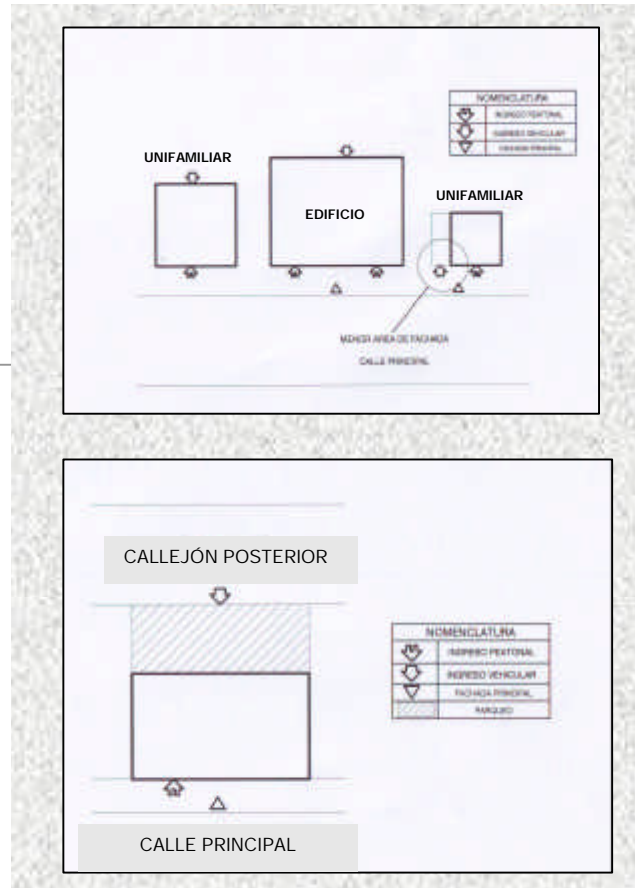 NOMENCLATURA
INGRESO PEATONAL
INGRESO VEHICULAR
FACHADA PRINCIPAL
UNIFAMILIAR
EDIFICIO
UNIFAMILIAR
MENOR AREA DE FACHADA
CALLE PRINCIPAL
CALLEJÓN POSTERIOR
NOMENCLATURA
INGRESO PEATONAL
INGRESO VEHICULAR
FACHADA PRINCIPAL
PARQUEO
CALLE PRINCIPAL